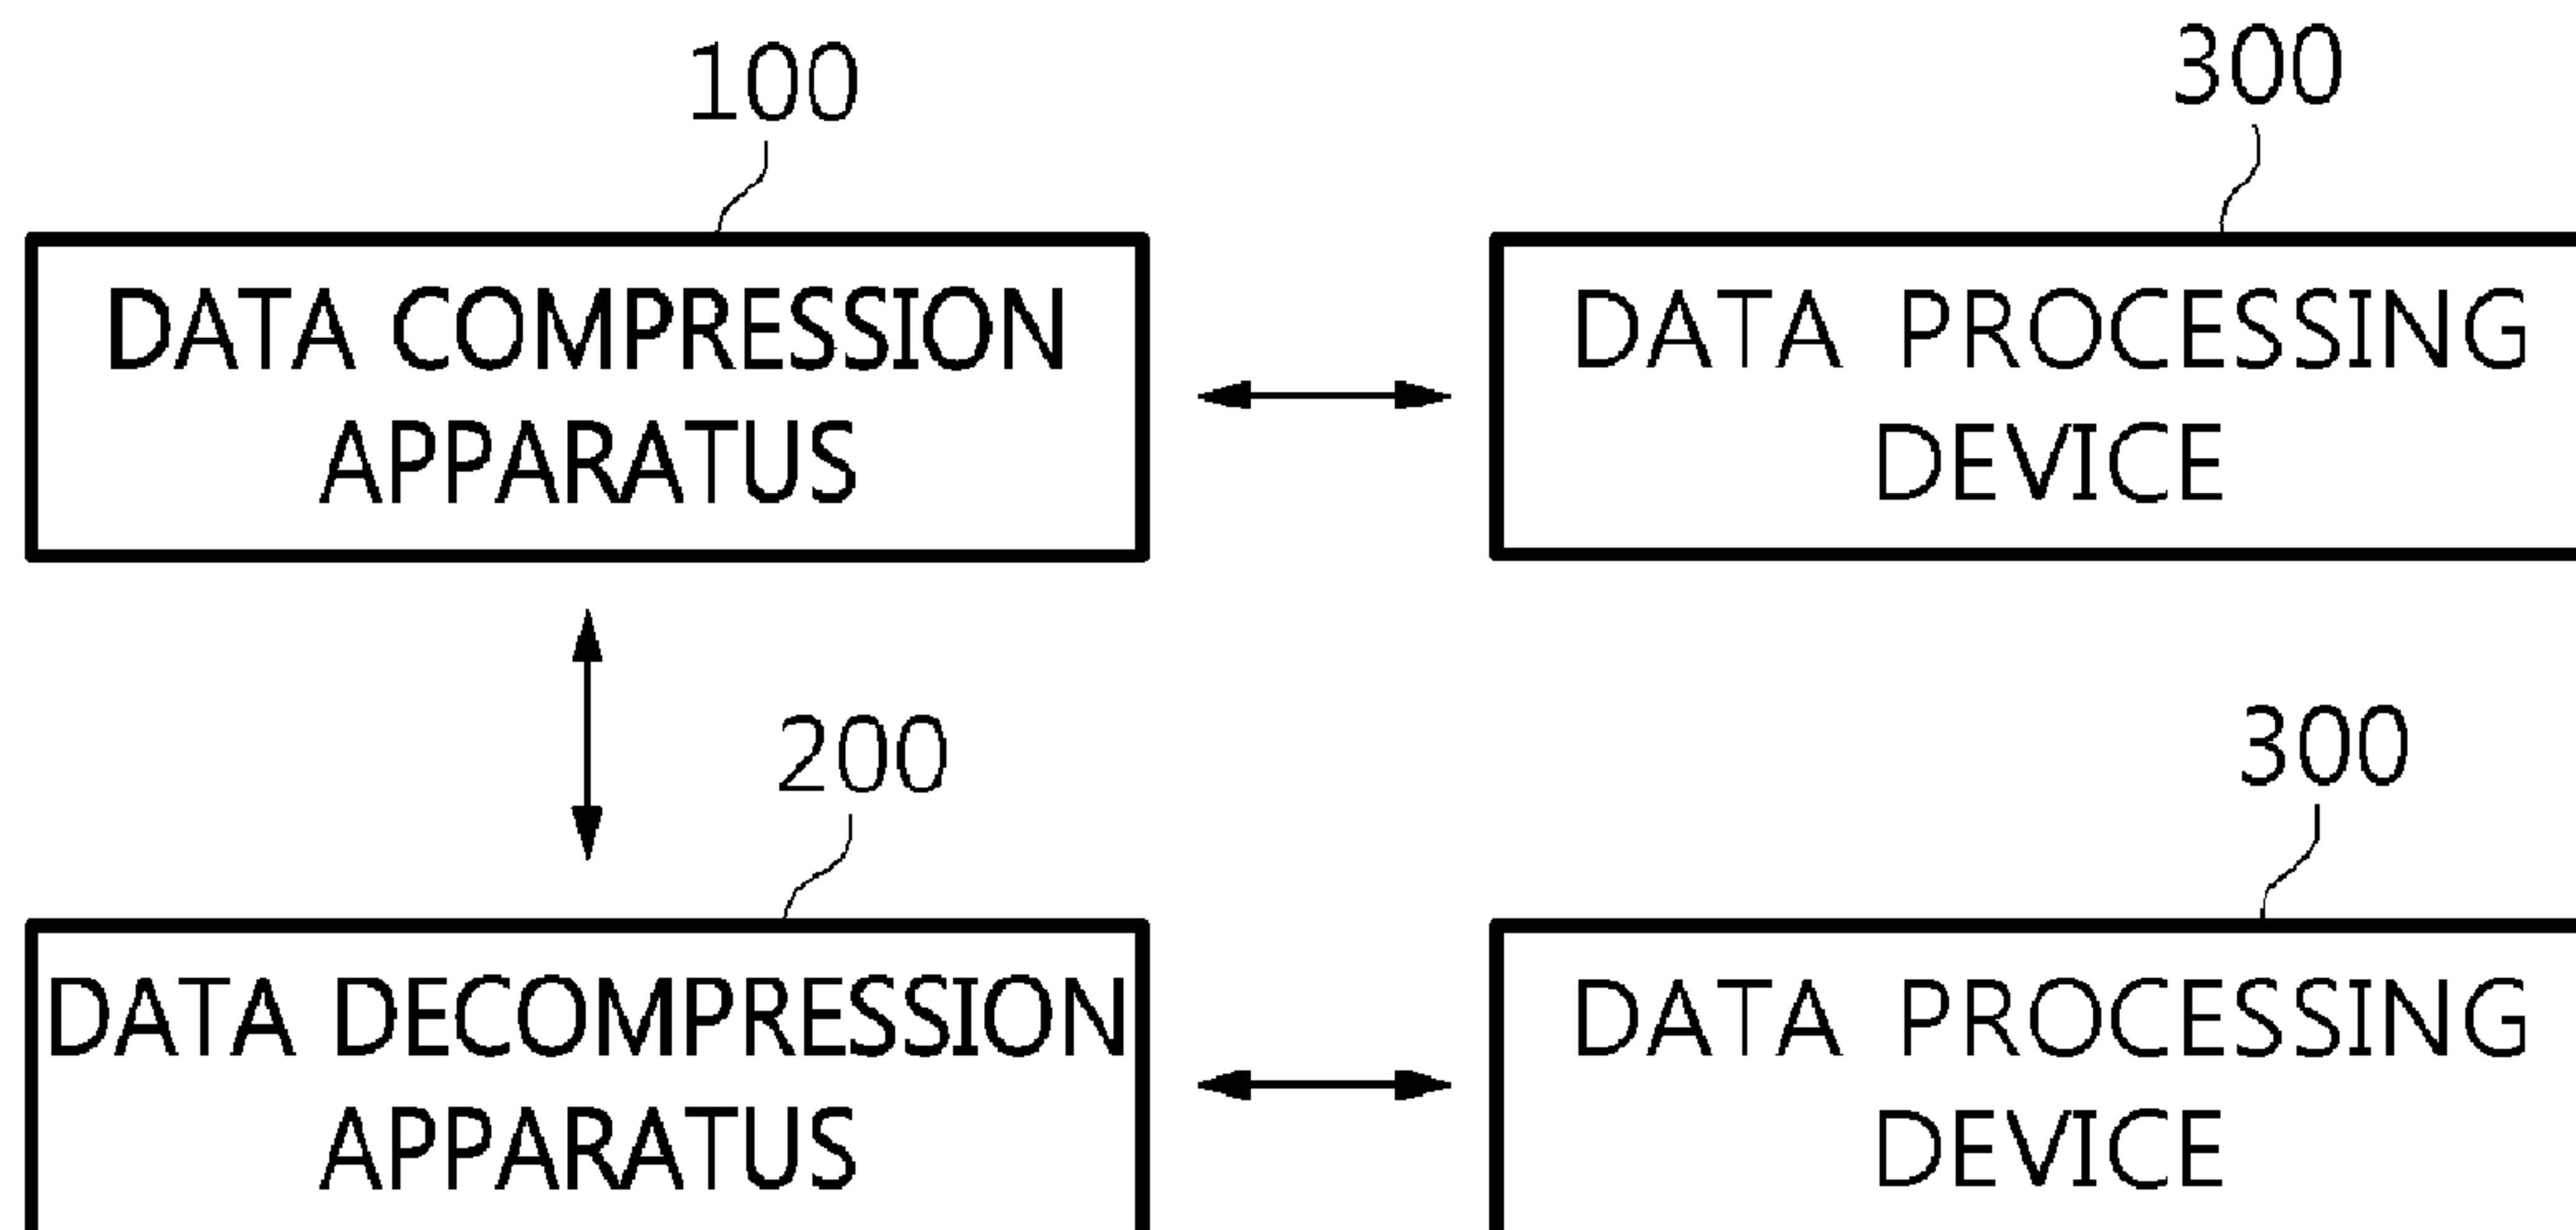 100
300
DATA COMPRESSION
APPARATUS
DATA PROCESSING
DEVICE
200
300
DATA DECOMPRESSION
APPARATUS
DATA PROCESSING
DEVICE